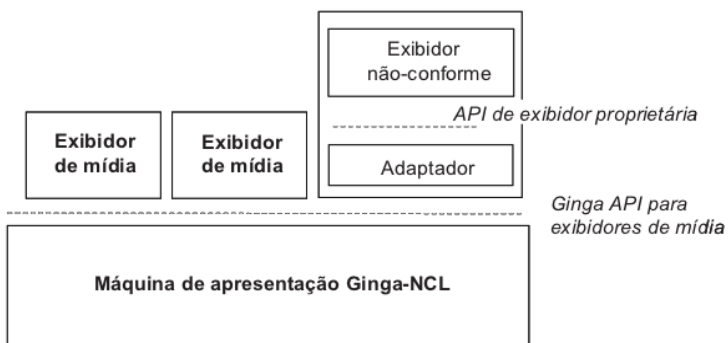 Exibidor
não-conforme
API de exibidor proprietária
Exibidor
de mídia
Exibidor
de mídia
Adaptador
Ginga API para
exibidores de mídia
Máquina de apresentação Ginga-NCL